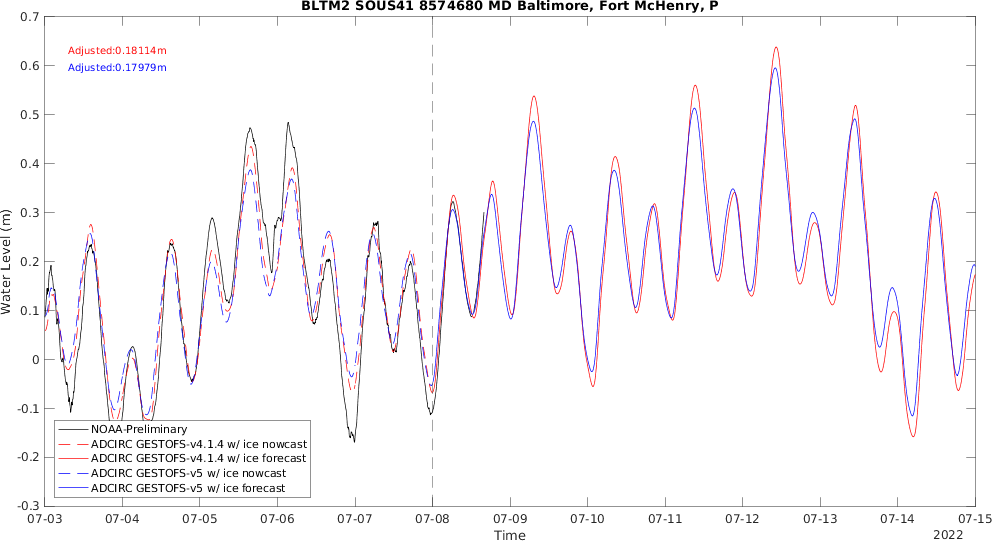 BLTM2 SOUS41 8574680 MD Baltimore, Fort McHenry, P
Adjusted:0.18114m
Adjusted:0.17979m
0.7
0.6
0.5
0.4
0.3
0.2
0.1
0
-0.1
-0.2
-0.3
Water Level (m)
NOAA-Preliminary
ADCIRC GESTOFS-v4.1.4 w/ ice nowcast
ADCIRC GESTOFS-v4.1.4 w/ ice forecast
ADCIRC GESTOFS-v5 w/ ice nowcast
ADCIRC GESTOFS-v5 w/ ice forecast
07-03 07-04 07-05 07-06 07-07 07-08 07-09 07-10 07-11 07-12 07-13 07-14 07-15
Time
2022